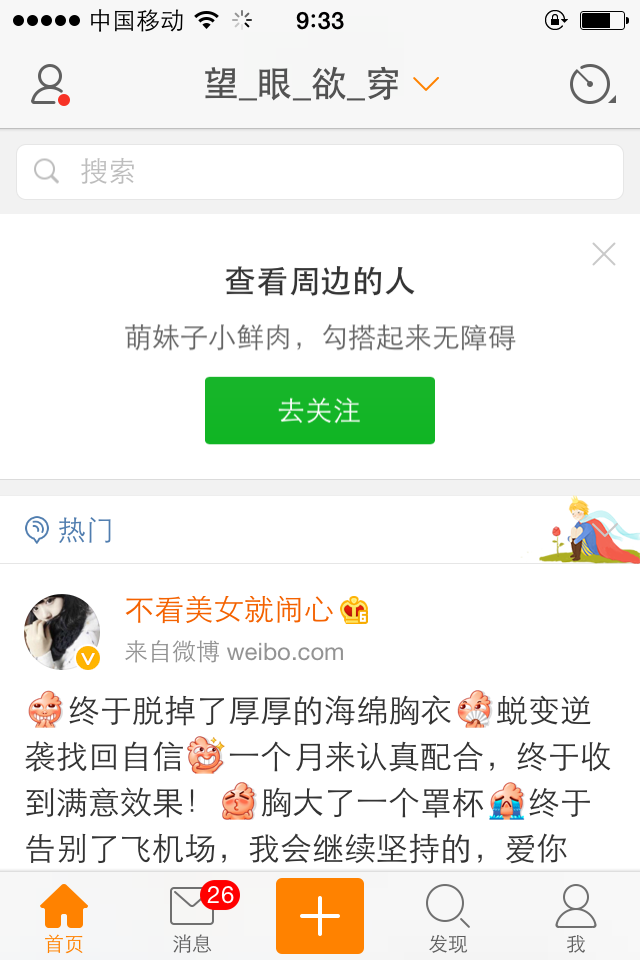 中国移动 9:33
望_眼_欲_穿
搜索
查看周边的人
萌妹子小鲜肉，勾搭起来无障碍
去关注
热门
不看美女就闹心
来自微博 weibo.com
终于脱掉了厚厚的海绵胸衣蜕变逆
袭找回自信一个月来认真配合，终于收
到满意效果！胸大了一个罩杯终于
告别了飞机场，我会继续坚持的，爱你
26
首页 消息 发现 我